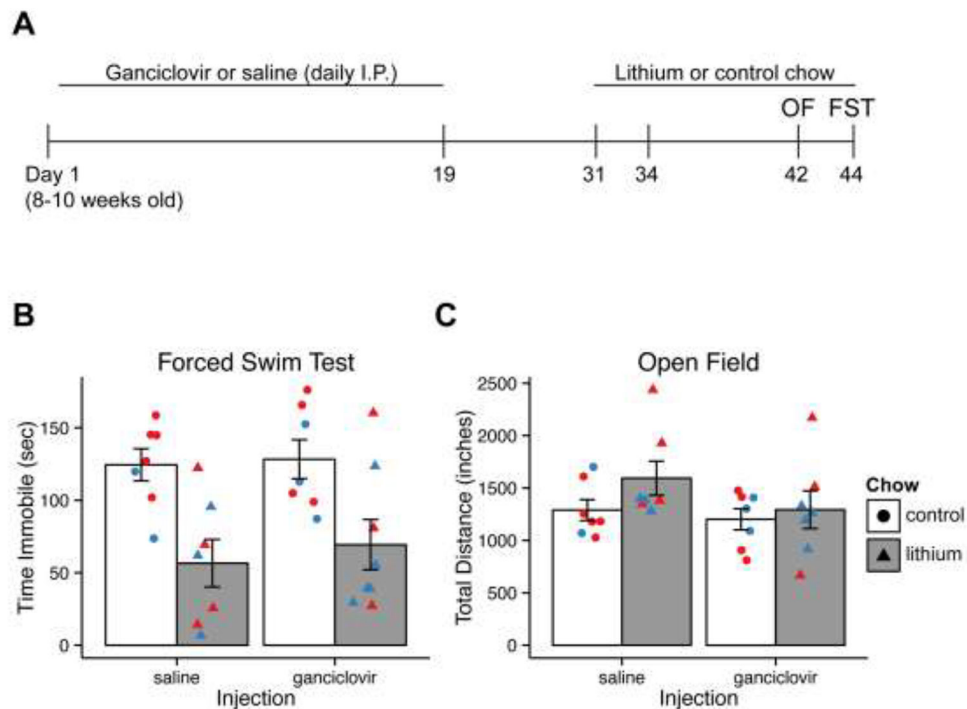 A
Ganciclovir or saline (daily I.P.)
Lithium or control chow
OF FST
Day 1
(8-10 weeks old)
19
31
34
42
44
B
Forced Swim Test
Time Immobile (sec)
150
100
50
0
saline
ganciclovir
Injection
C
Open Field
Total Distance (inches)
2500
2000
1500
1000
500
0
saline
ganciclovir
Injection
Chow
control
lithium